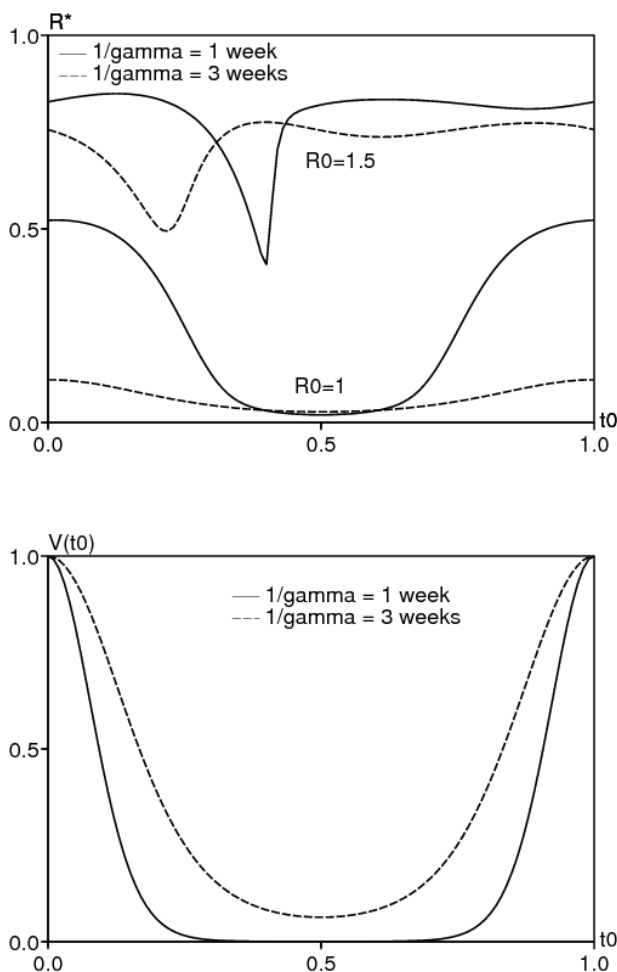 R*
1.0
1/gamma = 1 week
1/gamma = 3 weeks
R0=1.5
0.5
R0=1
0.0
t0
0.0 0.5 1.0
V(t0)
1.0
1/gamma = 1 week
1/gamma = 3 weeks
0.5
0.0
t0
0.0 0.5 1.0